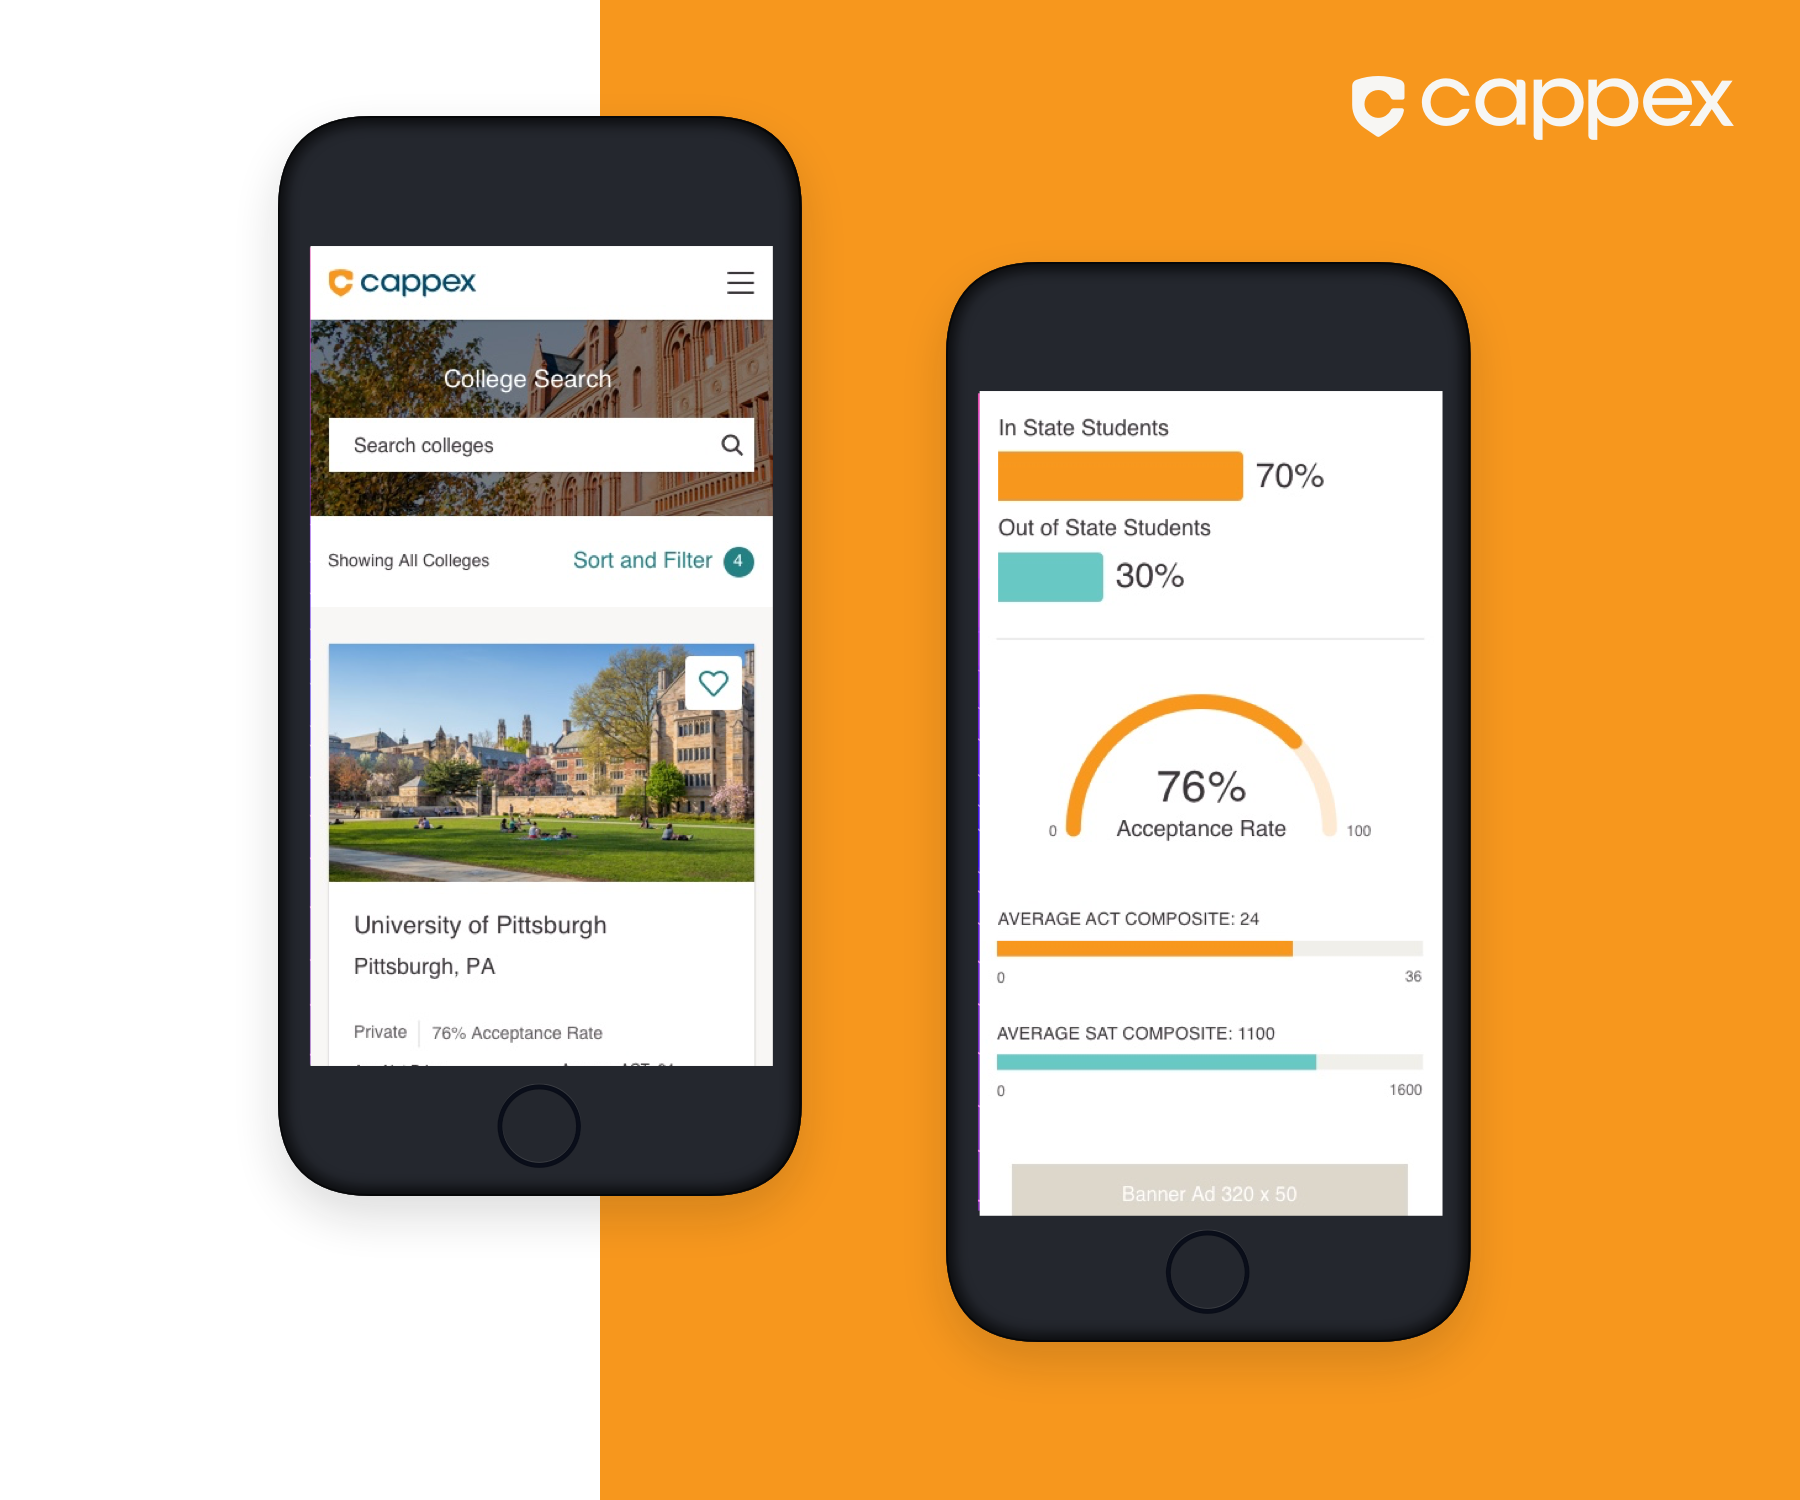 cappex
cappex
College Search
Search colleges
Showing All Colleges
Sort and Filter 4
University of Pittsburgh
Pittsburgh, PA
Private 76% Acceptance Rate
In State Students
70%
Out of State Students
30%
76%
Acceptance Rate
0 100
AVERAGE ACT COMPOSITE: 24
0 36
AVERAGE SAT COMPOSITE: 1100
0 1600
Banner Ad 320 x 50